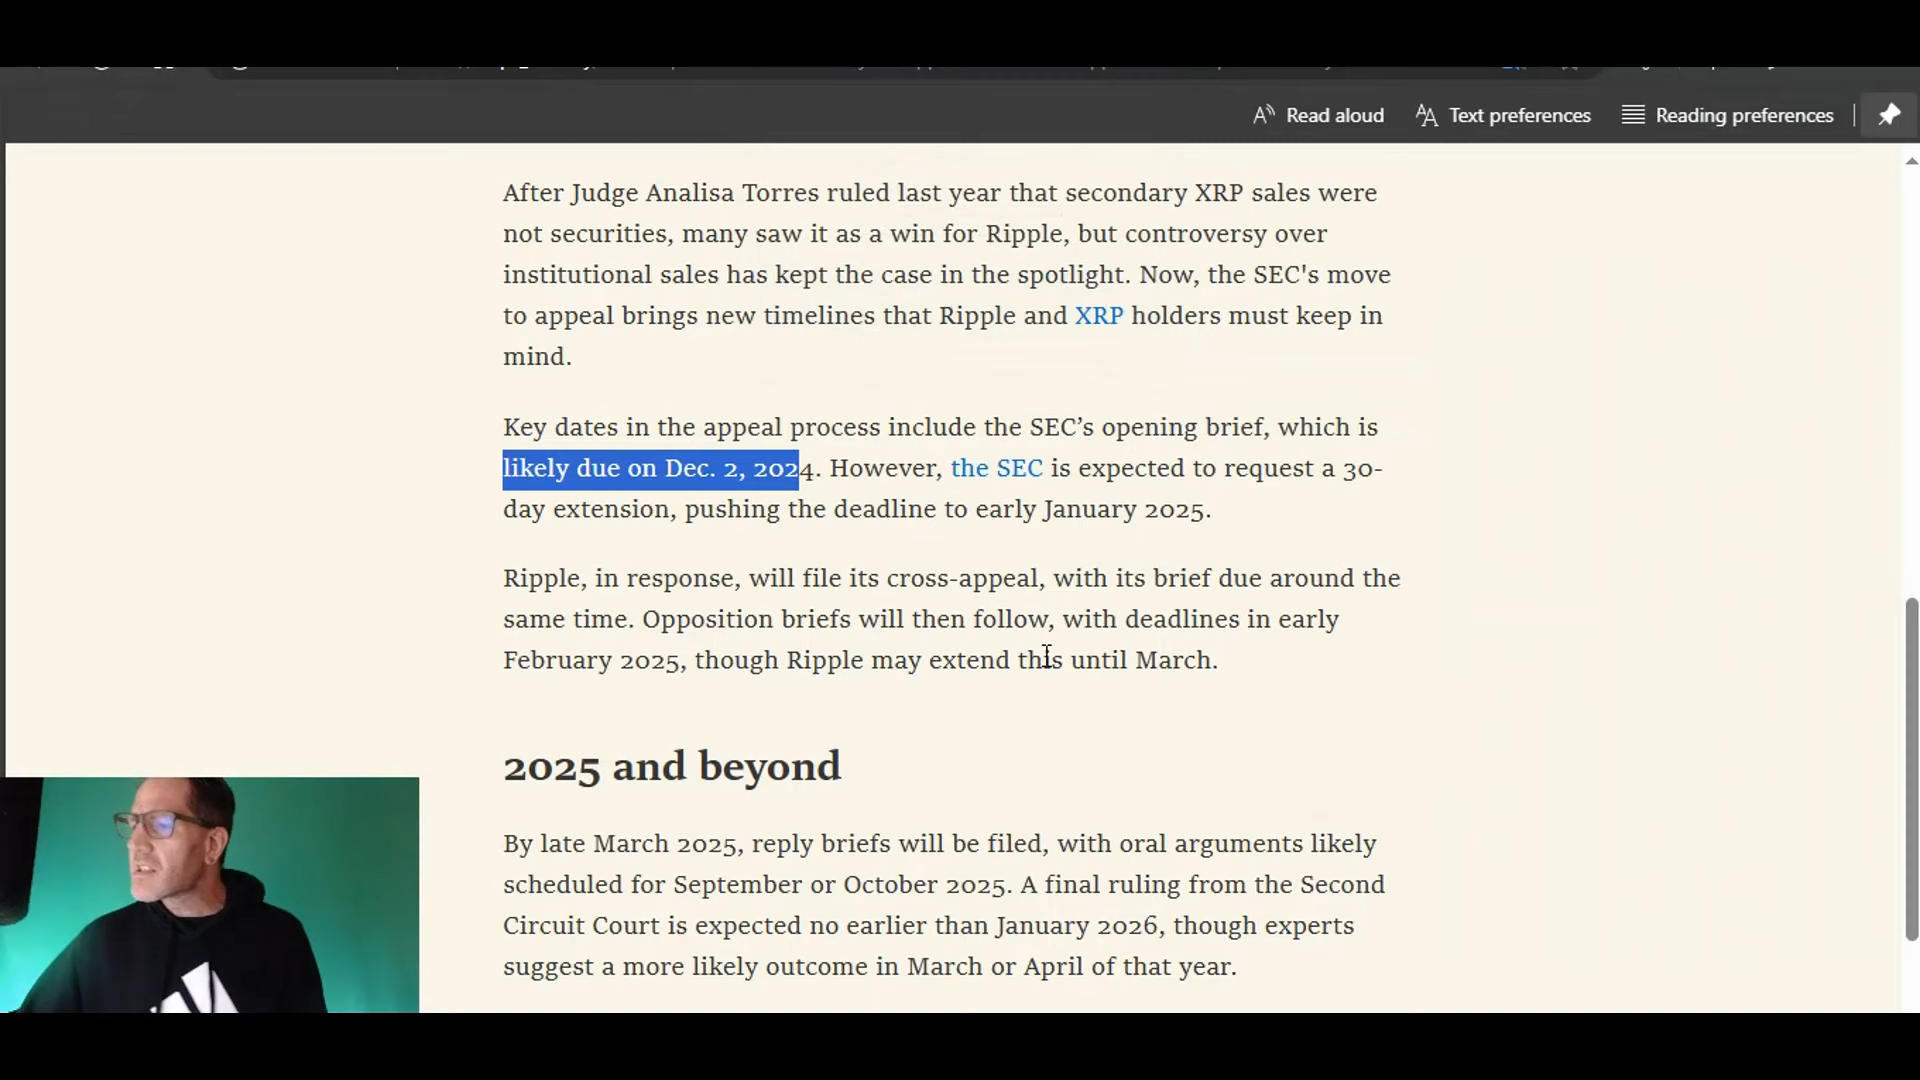 Read aloud
Text preferences
Reading preferences
After Judge Analisa Torres ruled last year that secondary XRP sales were
not securities, many saw it as a win for Ripple, but controversy over
institutional sales has kept the case in the spotlight. Now, the SEC's move
to appeal brings new timelines that Ripple and XRP holders must keep in
mind.
Key dates in the appeal process include the SEC’s opening brief, which is
likely due on Dec. 2, 2024. However, the SEC is expected to request a 30-
day extension, pushing the deadline to early January 2025.
Ripple, in response, will file its cross-appeal, with its brief due around the
same time. Opposition briefs will then follow, with deadlines in early
February 2025, though Ripple may extend this until March.
2025 and beyond
By late March 2025, reply briefs will be filed, with oral arguments likely
scheduled for September or October 2025. A final ruling from the Second
Circuit Court is expected no earlier than January 2026, though experts
suggest a more likely outcome in March or April of that year.